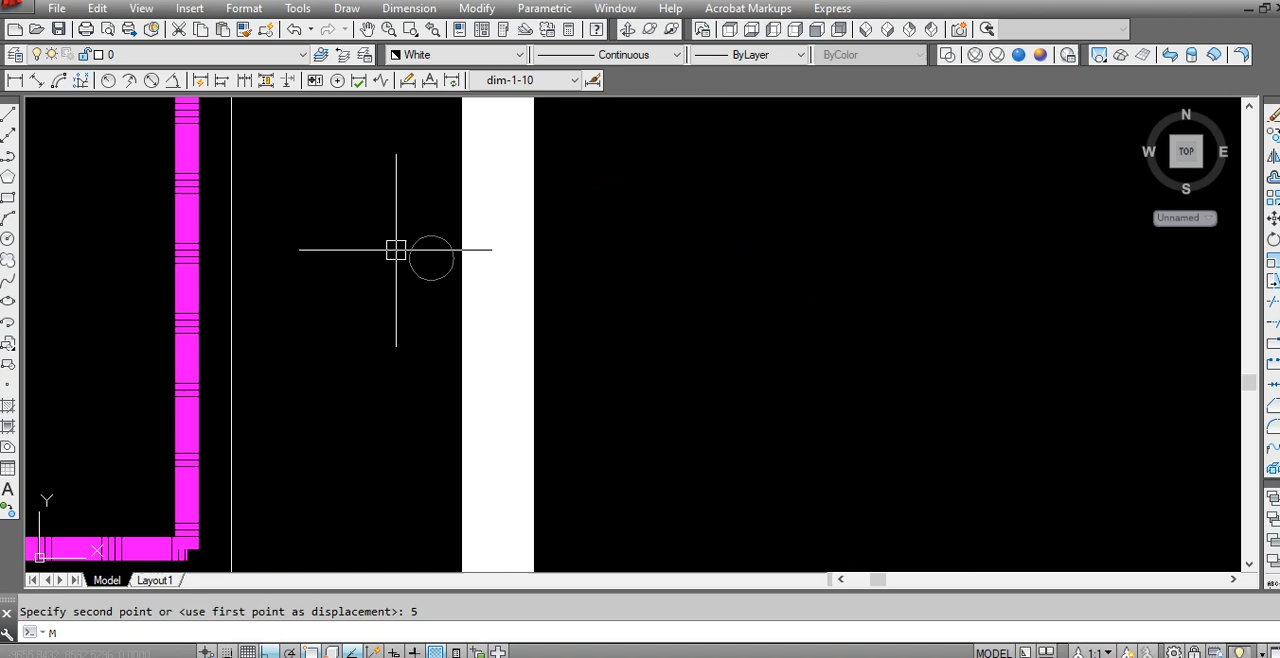 File Edit View Insert Format Tools Draw Dimension Modify Parametric Window Help Acrobat Markups Express
0 White Continuous ByLayer ByColor
dim-1-10
N
W TOP E
S
Unnamed
Y
X
Model Layout1
Specify second point or <use first point as displacement>: 5
M
MODEL 1:1